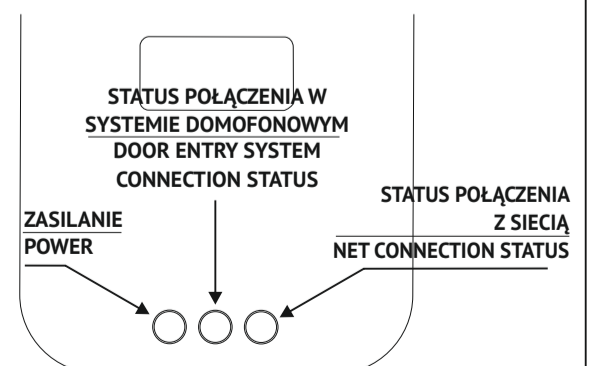 STATUS POŁĄCZENIA W
SYSTEMIE DOMOFONOWYM
DOOR ENTRY SYSTEM
CONNECTION STATUS
ZASILANIE
POWER
STATUS POŁĄCZENIA
Z SIECIĄ
NET CONNECTION STATUS